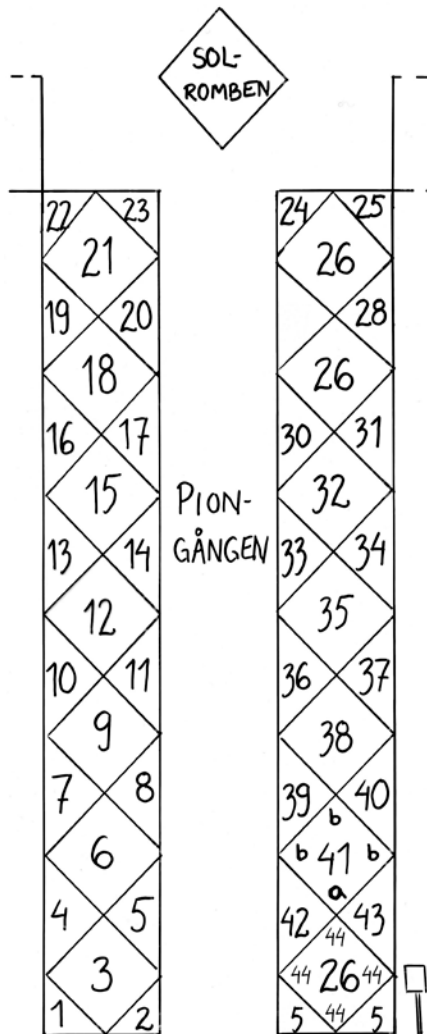 SOL-
ROMBEN
22 23 24 25
21 26
19 20 28
18 26
16 17 30 31
15 32
PION-
GÅNGEN
13 14 33 34
12 35
10 11 36 37
9 38
7 8 39 40
b
6 b 41 b
a
4 5 42 43
44
3 44 26 44
1 2 5 44 5